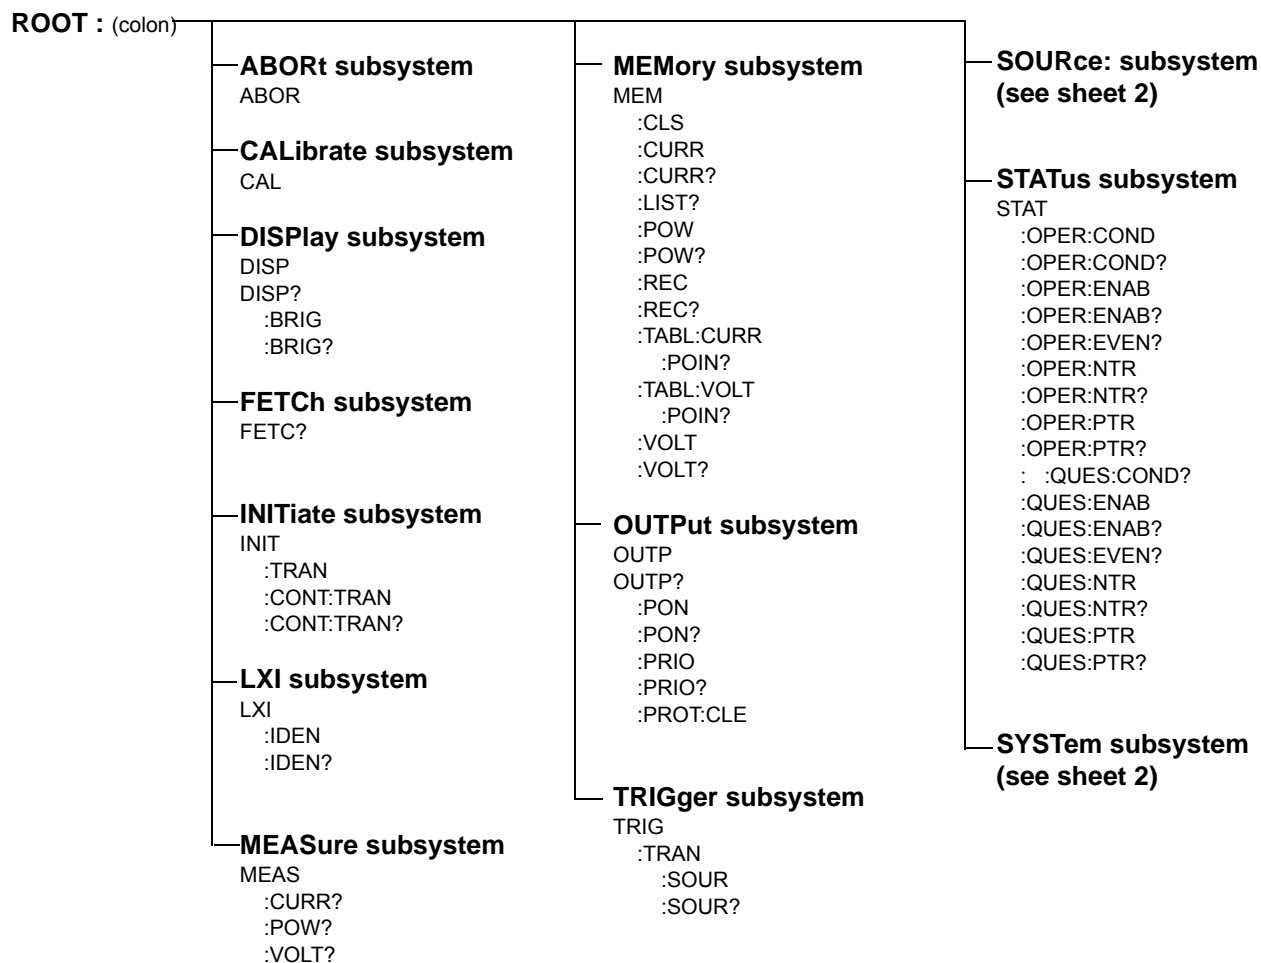 ROOT : (colon)
ABORt subsystem
ABOR
CALibrate subsystem
CAL
DISPlay subsystem
DISP
DISP?
:BRIG
:BRIG?
FETCh subsystem
FETC?
INITiate subsystem
INIT
:TRAN
:CONT:TRAN
:CONT:TRAN?
LXI subsystem
LXI
:IDEN
:IDEN?
MEASure subsystem
MEAS
:CURR?
:POW?
:VOLT?
MEMory subsystem
MEM
:CLS
:CURR
:CURR?
:LIST?
:POW
:POW?
:REC
:REC?
:TABL:CURR
:POIN?
:TABL:VOLT
:POIN?
:VOLT
:VOLT?
OUTPut subsystem
OUTP
OUTP?
:PON
:PON?
:PRIO
:PRIO?
:PROT:CLE
TRIGger subsystem
TRIG
:TRAN
:SOUR
:SOUR?
SOURce: subsystem
(see sheet 2)
STATus subsystem
STAT
:OPER:COND
:OPER:COND?
:OPER:ENAB
:OPER:ENAB?
:OPER:EVEN?
:OPER:NTR
:OPER:NTR?
:OPER:PTR
:OPER:PTR?
: :QUES:COND?
:QUES:ENAB
:QUES:ENAB?
:QUES:EVEN?
:QUES:NTR
:QUES:NTR?
:QUES:PTR
:QUES:PTR?
SYSTem subsystem
(see sheet 2)